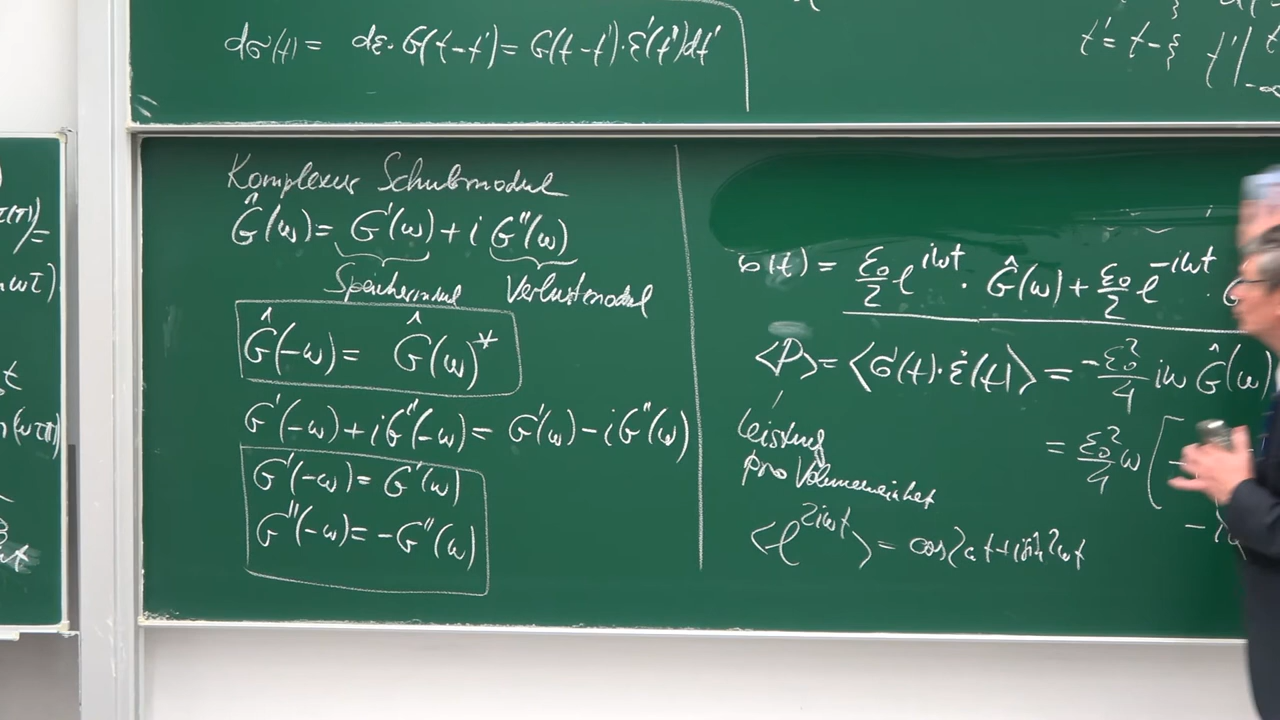 dσ(t) = dε·G(t-t') = G(t-t')·ε̇(t')dt'
t' = t-ξ
Komplexer Schubmodul
Ĝ(ω) = G'(ω) + i G''(ω)
Speichermodul Verlustmodul
Ĝ(-ω) = Ĝ(ω)*
G'(-ω) + iG''(-ω) = G'(ω) - iG''(ω)
G'(-ω) = G'(ω)
G''(-ω) = -G''(ω)
σ(t) = ε₀/2 e^{iωt} · Ĝ(ω) + ε₀/2 e^{-iωt} ·
⟨P⟩ = ⟨σ(t)·ε̇(t)⟩ = -ε₀²/4 iω Ĝ(ω)
Leistung
pro Volumeneinheit
= ε₀²/4 ω [
⟨e^{2iωt}⟩ = cos2ωt + i sin2ωt